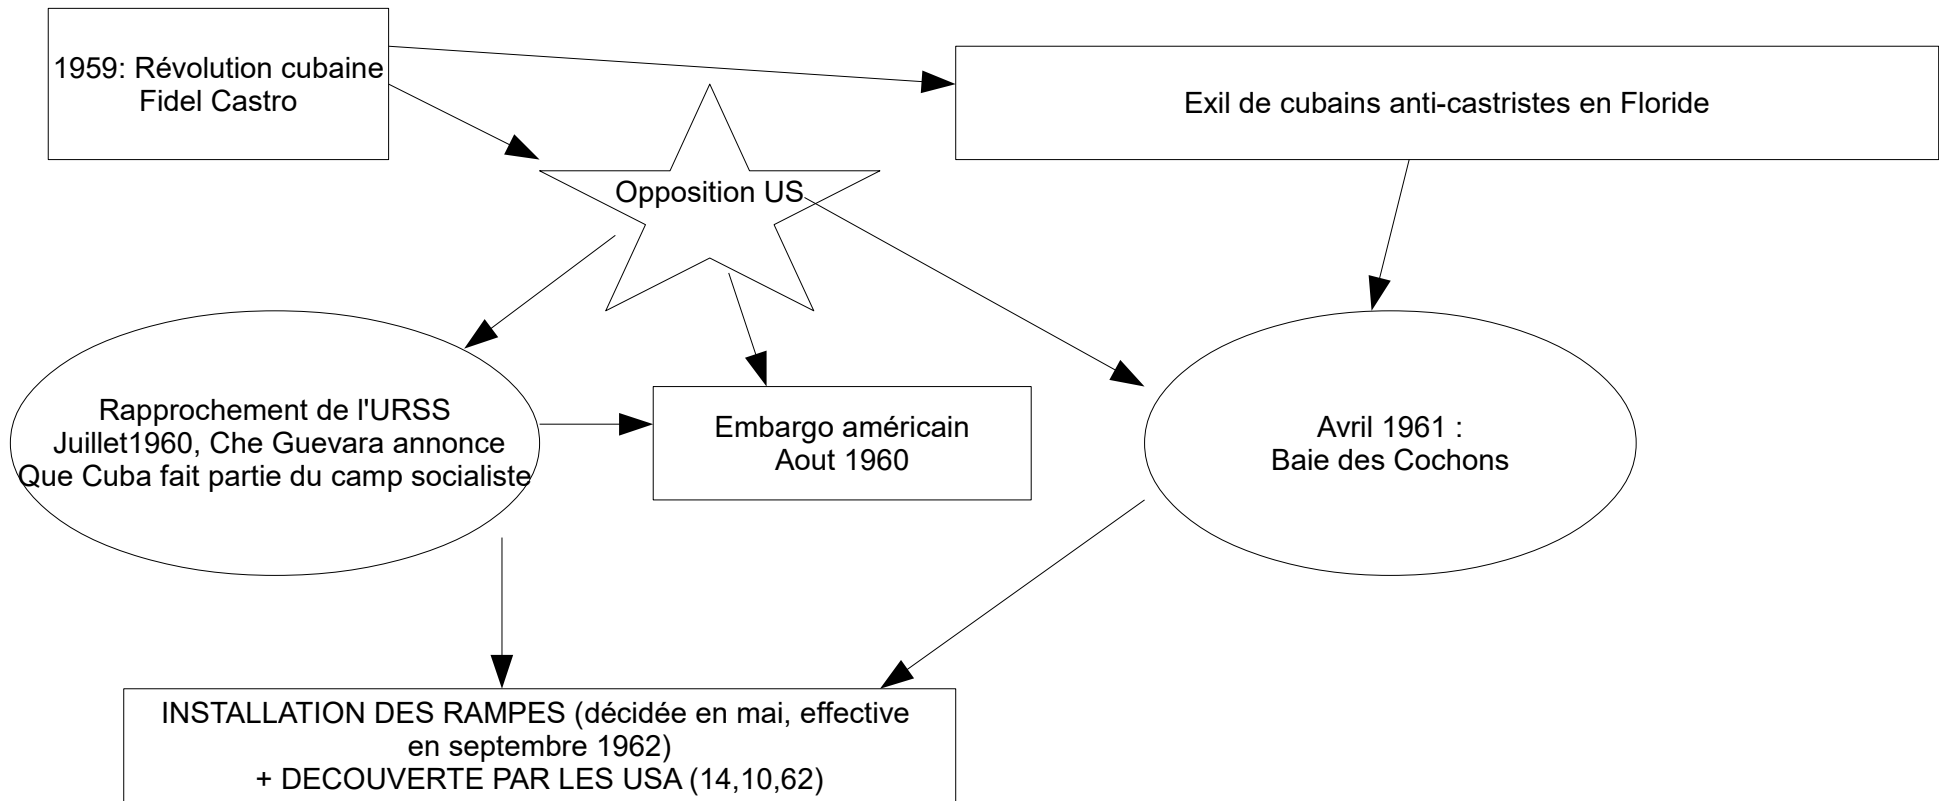 1959: Révolution cubaine
Fidel Castro
Exil de cubains anti-castristes en Floride
Opposition US
Rapprochement de l'URSS
Juillet1960, Che Guevara annonce
Que Cuba fait partie du camp socialiste
Embargo américain
Aout 1960
Avril 1961 :
Baie des Cochons
INSTALLATION DES RAMPES (décidée en mai, effective
en septembre 1962)
+ DECOUVERTE PAR LES USA (14,10,62)